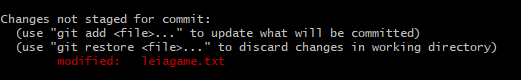 Changes not staged for commit:
  (use "git add <file>..." to update what will be committed)
  (use "git restore <file>..." to discard changes in working directory)
        modified:   leiagame.txt